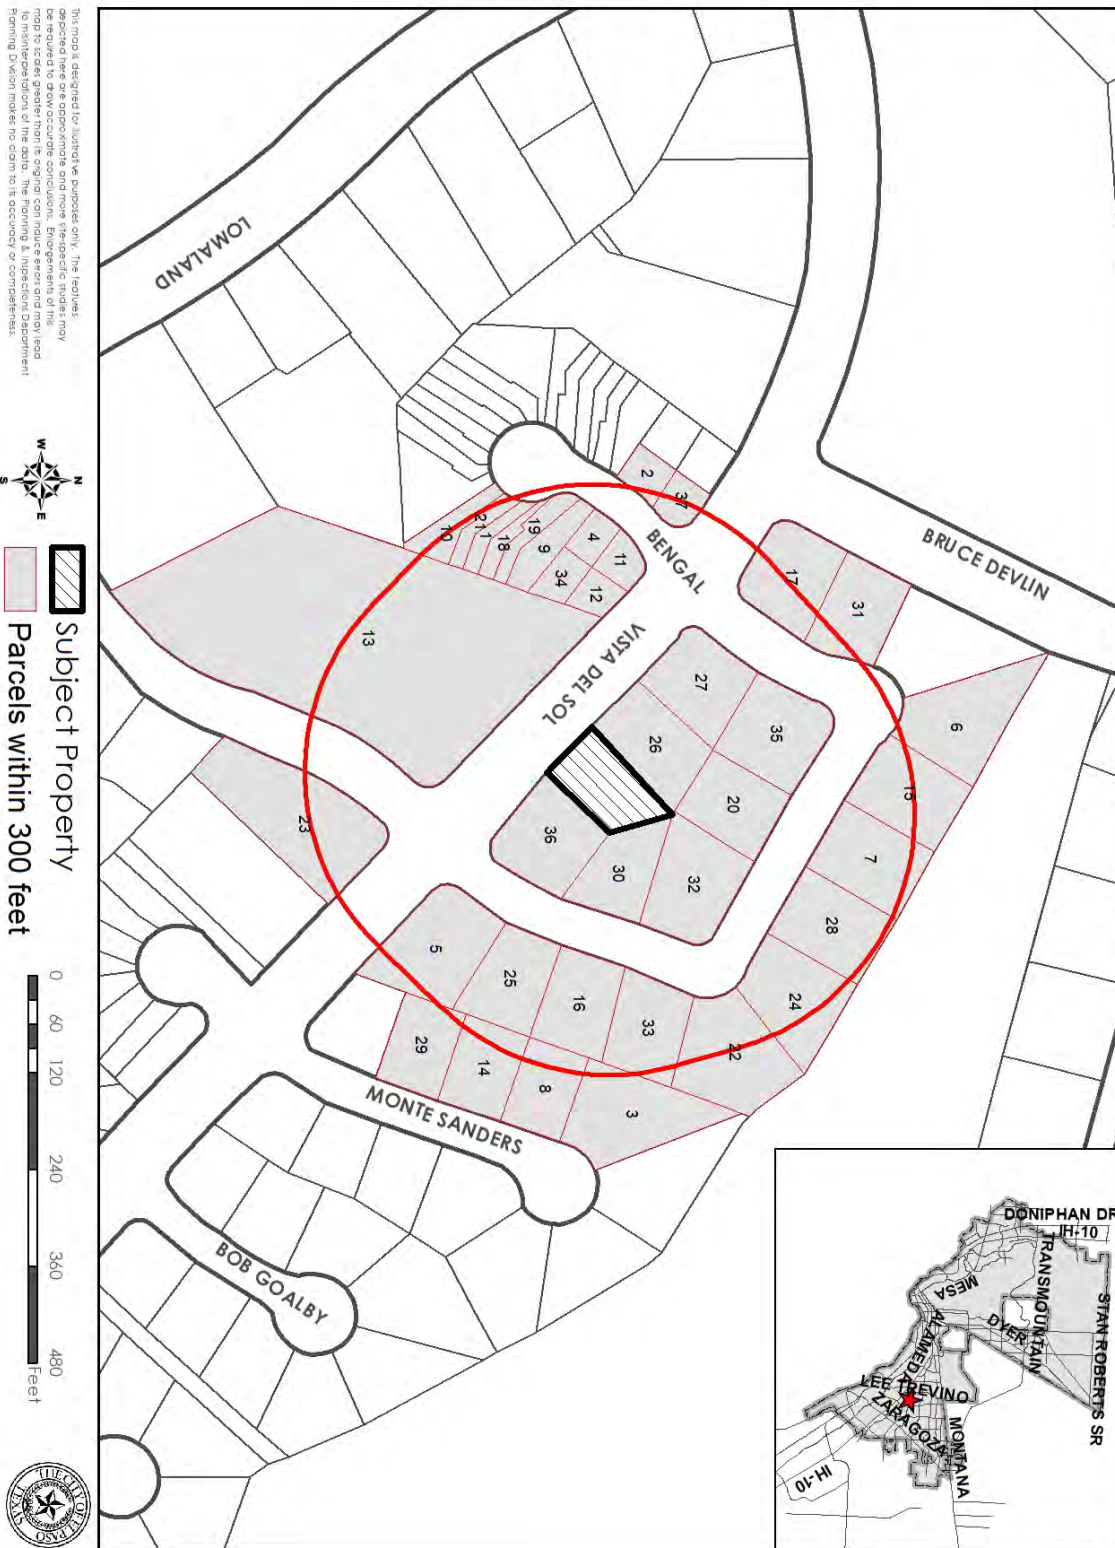 This map is designed for illustrative purposes only. The features
depicted here are approximate and more site-specific studies may
be required to draw accurate conclusions. Enlargements of this
map to scales greater than its original can induce errors and may lead
to misinterpretations of the data. The Planning & Inspections Department
Planning Division makes no claim to its accuracy or completeness.
N
W
E
S
Subject Property
Parcels within 300 feet
0 60 120 240 360 480
Feet
THE CITY OF EL PASO
TEXAS
LOMALAND
BRUCE DEVLIN
BENGAL
VISTA DEL SOL
MONTE SANDERS
BOB GOALBY
2
37
4
11
19
9
12
34
18
21
1
10
13
17
31
6
27
35
26
20
15
7
36
30
32
28
23
24
5
25
16
33
22
29
14
8
3
DONIPHAN DR
IH-10
TRANSMOUNTAIN
STAN ROBERTS SR
MESA
DYER
ALAMEDA
LEE TREVINO
ZARAGOZA
MONTANA
IH-10